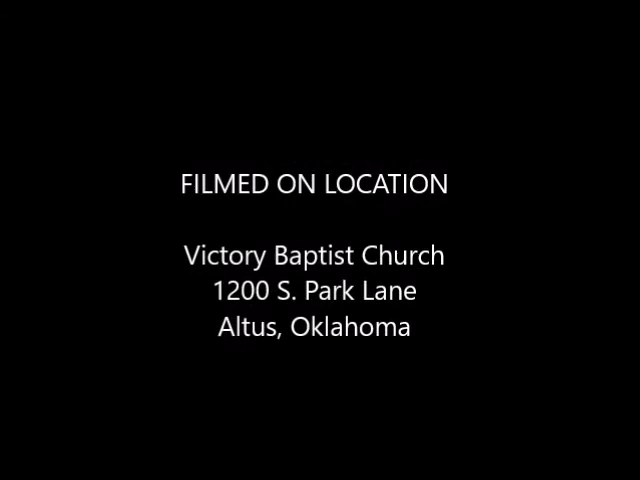 FILMED ON LOCATION
Victory Baptist Church
1200 S. Park Lane
Altus, Oklahoma